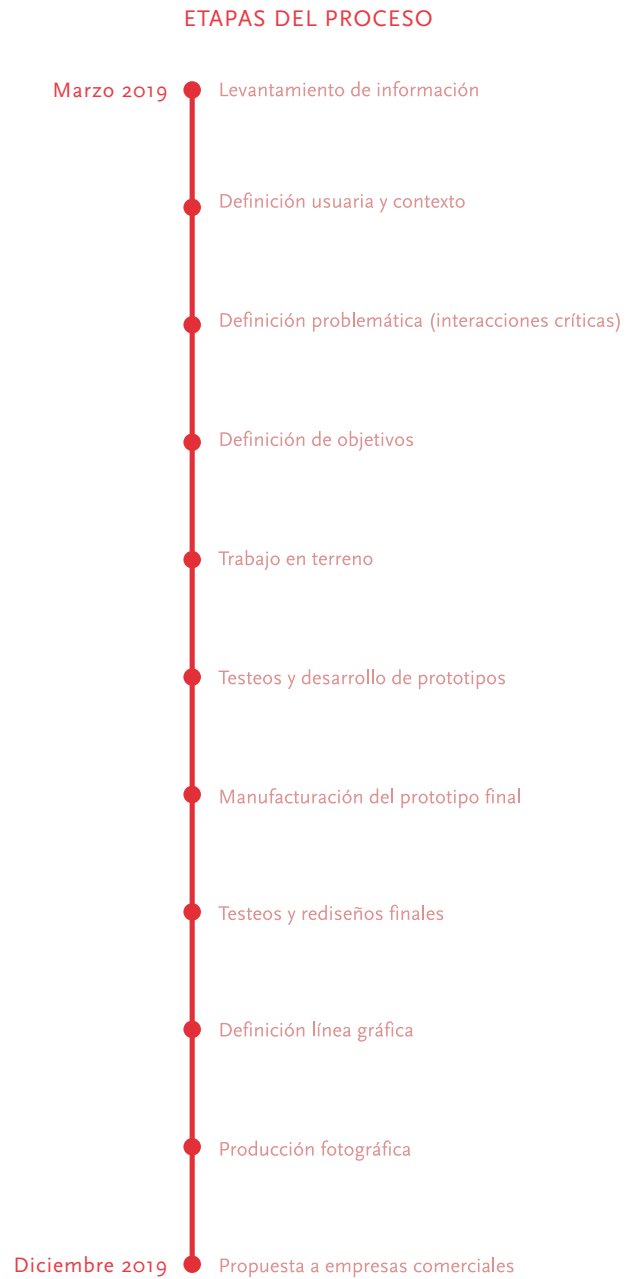 ETAPAS DEL PROCESO
Marzo 2019 Levantamiento de información
Definición usuaria y contexto
Definición problemática (interacciones críticas)
Definición de objetivos
Trabajo en terreno
Testeos y desarrollo de prototipos
Manufacturación del prototipo final
Testeos y rediseños finales
Definición línea gráfica
Producción fotográfica
Diciembre 2019 Propuesta a empresas comerciales